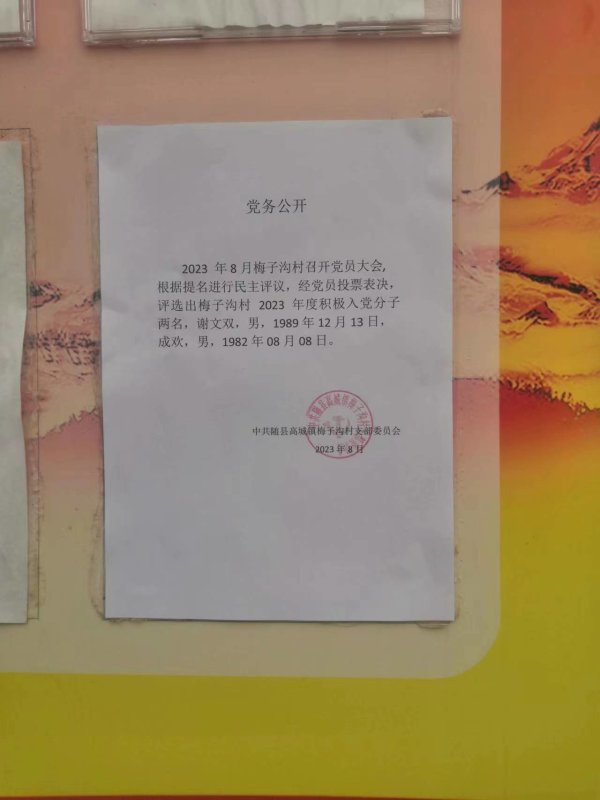 党务公开
2023 年 8 月梅子沟村召开党员大会,
根据提名进行民主评议，经党员投票表决，
评选出梅子沟村 2023 年度积极入党分子
两名，谢文双，男，1989 年 12 月 13 日，
成欢，男，1982 年 08 月 08 日。
中共随县高城镇梅子沟村支部委员会
2023 年 8 月